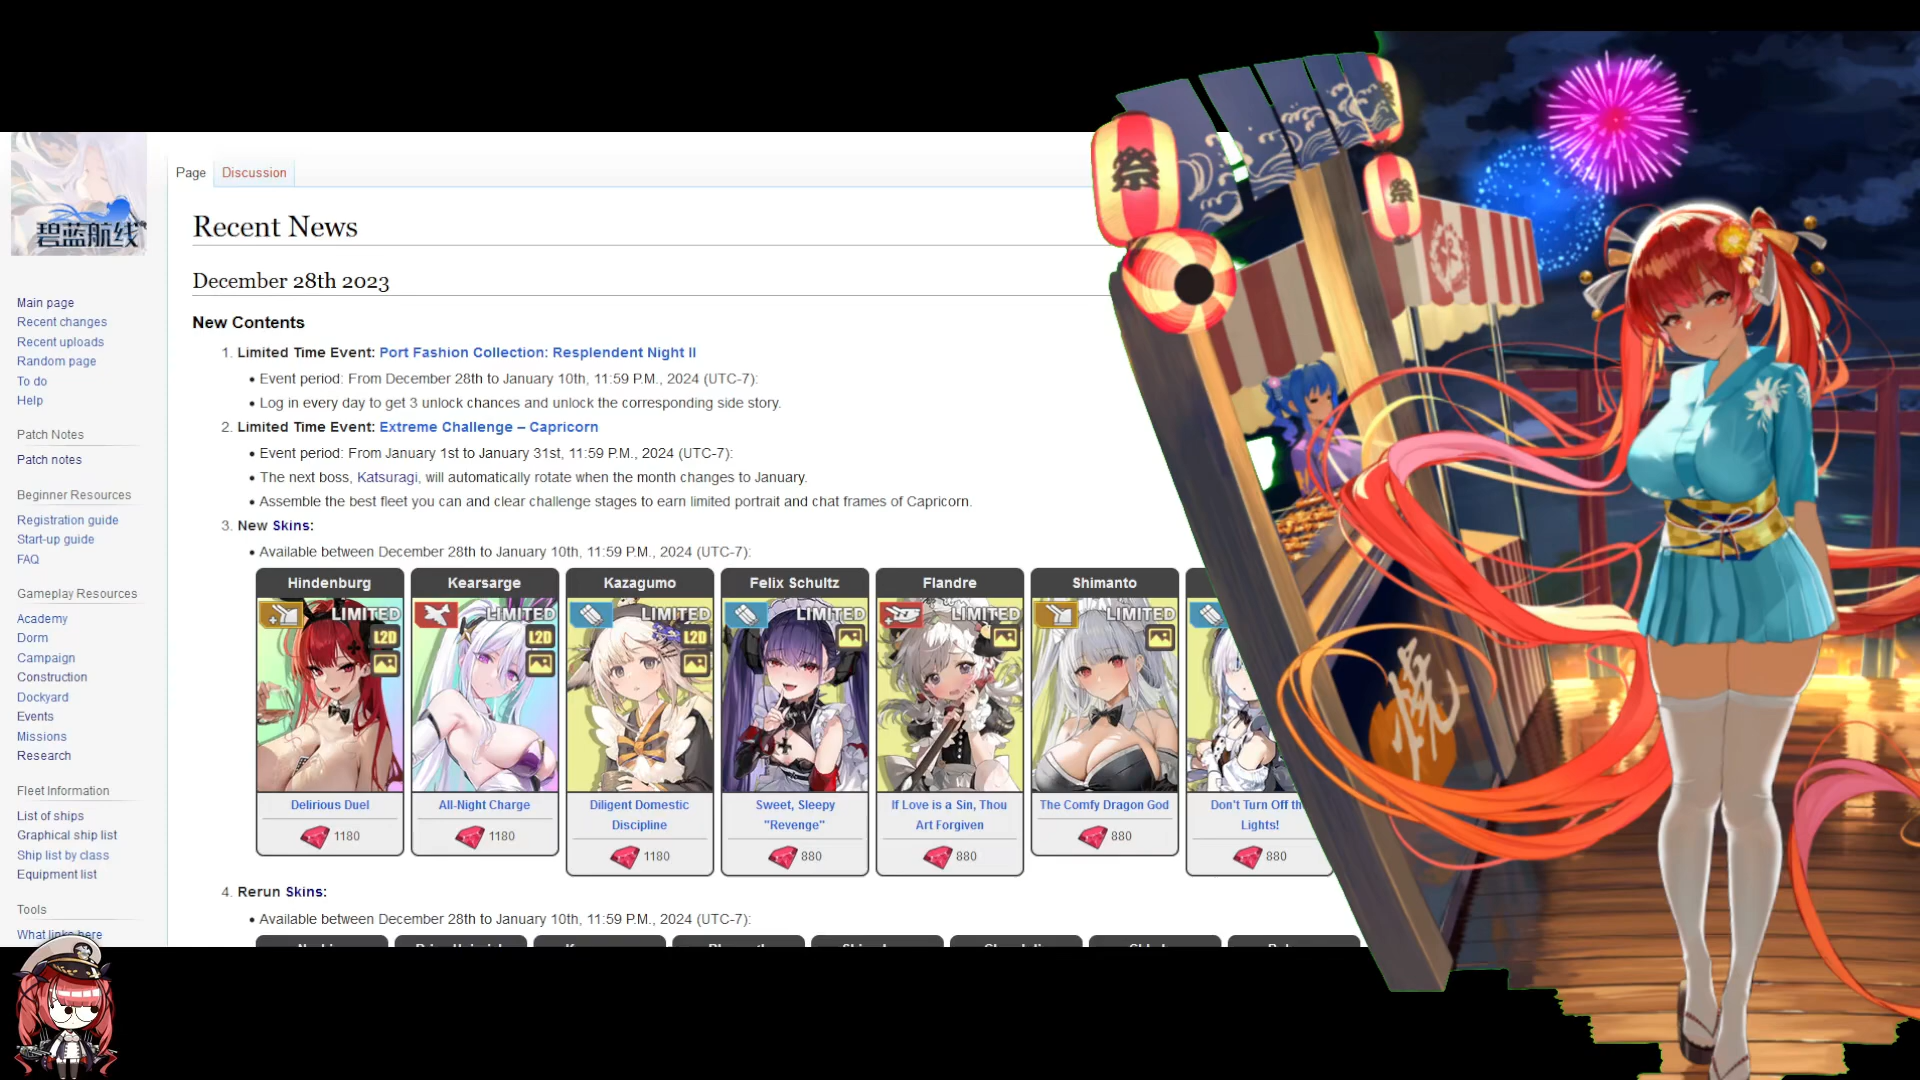 祭
祭
Page
Discussion
碧蓝航线
Recent News
December 28th 2023
Main page
Recent changes
Recent uploads
Random page
To do
Help
Patch Notes
Patch notes
Beginner Resources
Registration guide
Start-up guide
FAQ
Gameplay Resources
Academy
Dorm
Campaign
Construction
Dockyard
Events
Missions
Research
Fleet Information
List of ships
Graphical ship list
Ship list by class
Equipment list
Tools
What links here
New Contents
1. Limited Time Event: Port Fashion Collection: Resplendent Night II
• Event period: From December 28th to January 10th, 11:59 P.M., 2024 (UTC-7):
• Log in every day to get 3 unlock chances and unlock the corresponding side story.
2. Limited Time Event: Extreme Challenge – Capricorn
• Event period: From January 1st to January 31st, 11:59 P.M., 2024 (UTC-7):
• The next boss, Katsuragi, will automatically rotate when the month changes to January.
• Assemble the best fleet you can and clear challenge stages to earn limited portrait and chat frames of Capricorn.
3. New Skins:
• Available between December 28th to January 10th, 11:59 P.M., 2024 (UTC-7):
Hindenburg
LIMITED
L2D
Delirious Duel
1180
Kearsarge
LIMITED
L2D
All-Night Charge
1180
Kazagumo
LIMITED
L2D
Diligent Domestic
Discipline
1180
Felix Schultz
LIMITED
Sweet, Sleepy
"Revenge"
880
Flandre
LIMITED
If Love is a Sin, Thou
Art Forgiven
880
Shimanto
LIMITED
The Comfy Dragon God
880
Don't Turn Off th
Lights!
880
4. Rerun Skins:
• Available between December 28th to January 10th, 11:59 P.M., 2024 (UTC-7):